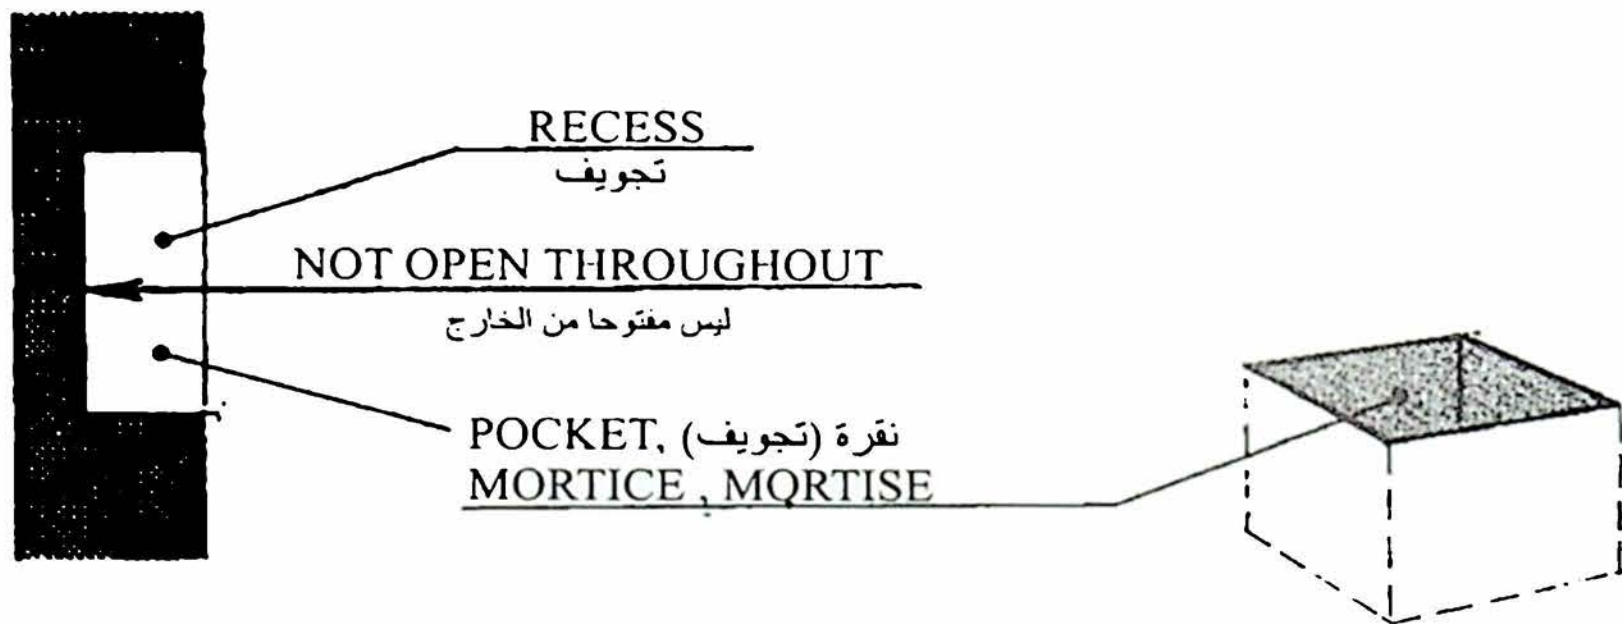 RECESS
تجويف
NOT OPEN THROUGHOUT
ليس مفتوحا من الخارج
POCKET, نقرة (تجويف)
MORTICE , MORTISE